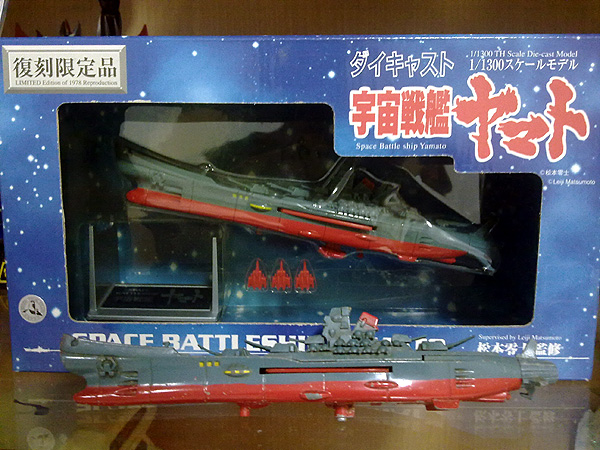 復刻限定品
LIMITED Edition of 1978 Reproduction
1/1300 TH Scale Die-cast Model
ダイキャスト 1/1300スケールモデル
宇宙戦艦ヤマト
Space Battle ship Yamato
©松本零士
©Leiji Matsumoto
SPACE BATTLESHI
Supervised by Leiji Matsumoto
松本零 監修